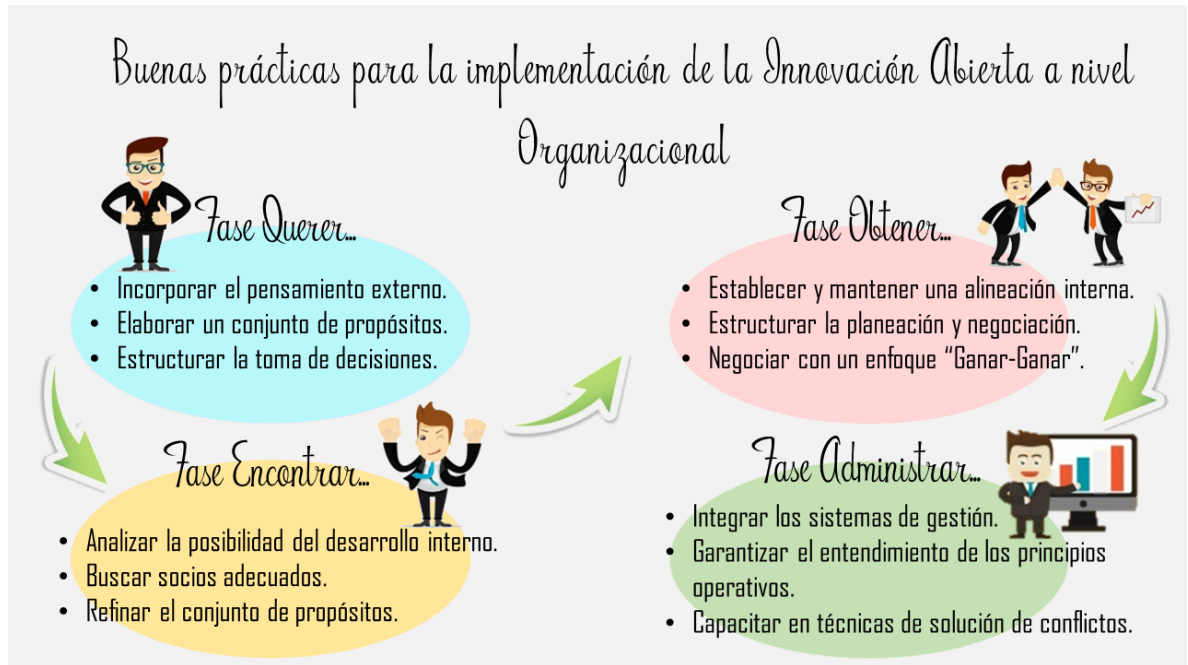 Buenas prácticas para la implementación de la Innovación Abierta a nivel
Organizacional
Fase Querer...
• Incorporar el pensamiento externo.
• Elaborar un conjunto de propósitos.
• Estructurar la toma de decisiones.
Fase Encontrar...
• Analizar la posibilidad del desarrollo interno.
• Buscar socios adecuados.
• Refinar el conjunto de propósitos.
Fase Obtener...
• Establecer y mantener una alineación interna.
• Estructurar la planeación y negociación.
• Negociar con un enfoque “Ganar-Ganar”.
Fase Administrar...
• Integrar los sistemas de gestión.
• Garantizar el entendimiento de los principios
operativos.
• Capacitar en técnicas de solución de conflictos.